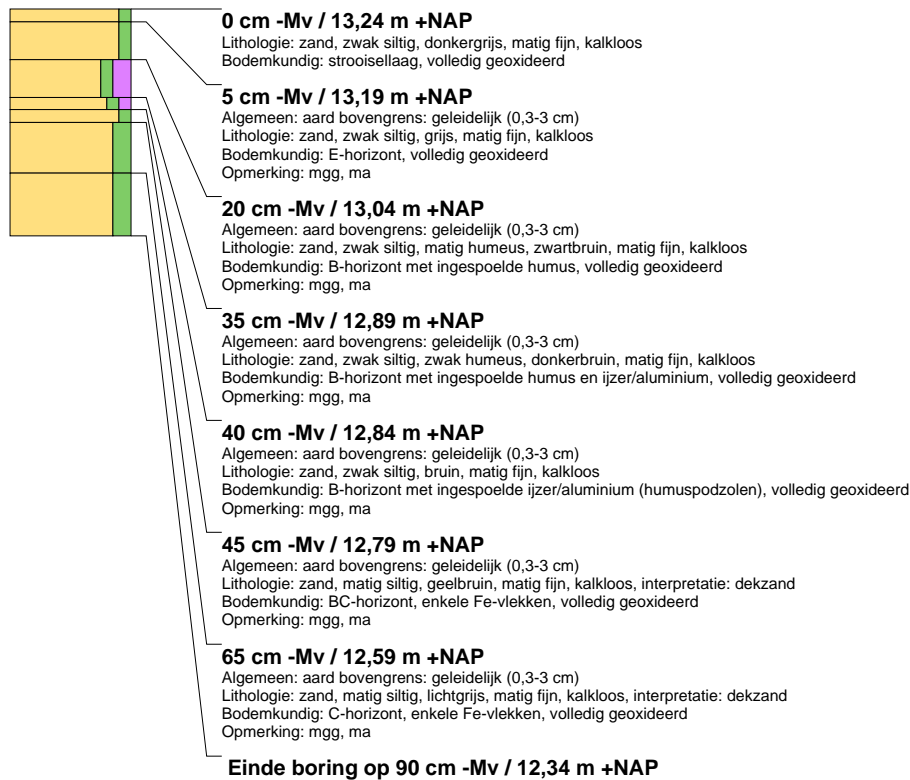 0 cm -Mv / 13,24 m +NAP
Lithologie: zand, zwak siltig, donkergrijs, matig fijn, kalkloos
Bodemkundig: strooisellaag, volledig geoxideerd
5 cm -Mv / 13,19 m +NAP
Algemeen: aard bovengrens: geleidelijk (0,3-3 cm)
Lithologie: zand, zwak siltig, grijs, matig fijn, kalkloos
Bodemkundig: E-horizont, volledig geoxideerd
Opmerking: mgg, ma
20 cm -Mv / 13,04 m +NAP
Algemeen: aard bovengrens: geleidelijk (0,3-3 cm)
Lithologie: zand, zwak siltig, matig humeus, zwartbruin, matig fijn, kalkloos
Bodemkundig: B-horizont met ingespoelde humus, volledig geoxideerd
Opmerking: mgg, ma
35 cm -Mv / 12,89 m +NAP
Algemeen: aard bovengrens: geleidelijk (0,3-3 cm)
Lithologie: zand, zwak siltig, zwak humeus, donkerbruin, matig fijn, kalkloos
Bodemkundig: B-horizont met ingespoelde humus en ijzer/aluminium, volledig geoxideerd
Opmerking: mgg, ma
40 cm -Mv / 12,84 m +NAP
Algemeen: aard bovengrens: geleidelijk (0,3-3 cm)
Lithologie: zand, zwak siltig, bruin, matig fijn, kalkloos
Bodemkundig: B-horizont met ingespoelde ijzer/aluminium (humuspodzolen), volledig geoxideerd
Opmerking: mgg, ma
45 cm -Mv / 12,79 m +NAP
Algemeen: aard bovengrens: geleidelijk (0,3-3 cm)
Lithologie: zand, matig siltig, geelbruin, matig fijn, kalkloos, interpretatie: dekzand
Bodemkundig: BC-horizont, enkele Fe-vlekken, volledig geoxideerd
Opmerking: mgg, ma
65 cm -Mv / 12,59 m +NAP
Algemeen: aard bovengrens: geleidelijk (0,3-3 cm)
Lithologie: zand, matig siltig, lichtgrijs, matig fijn, kalkloos, interpretatie: dekzand
Bodemkundig: C-horizont, enkele Fe-vlekken, volledig geoxideerd
Opmerking: mgg, ma
Einde boring op 90 cm -Mv / 12,34 m +NAP